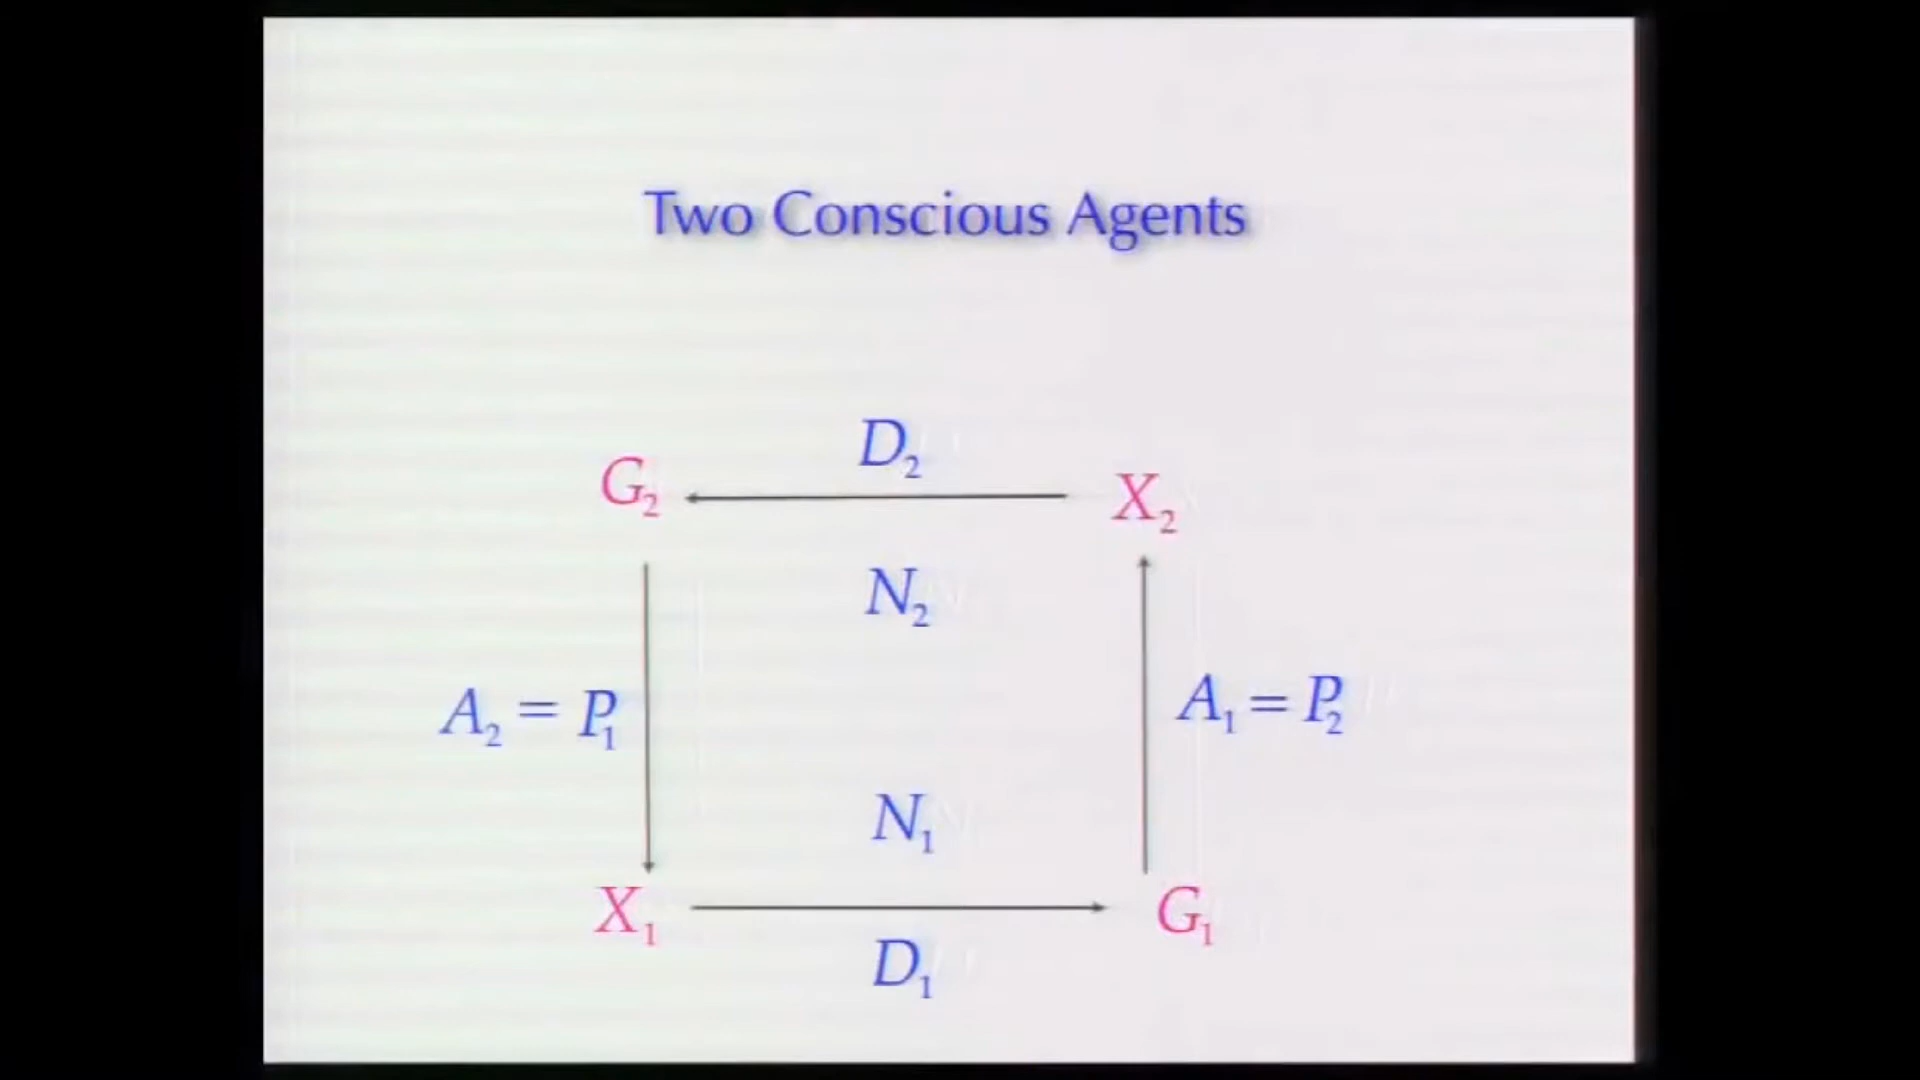 Two Conscious Agents
D₂
G₂ X₂
N₂
A₂ = P₁ A₁ = P₂
N₁
X₁ G₁
D₁